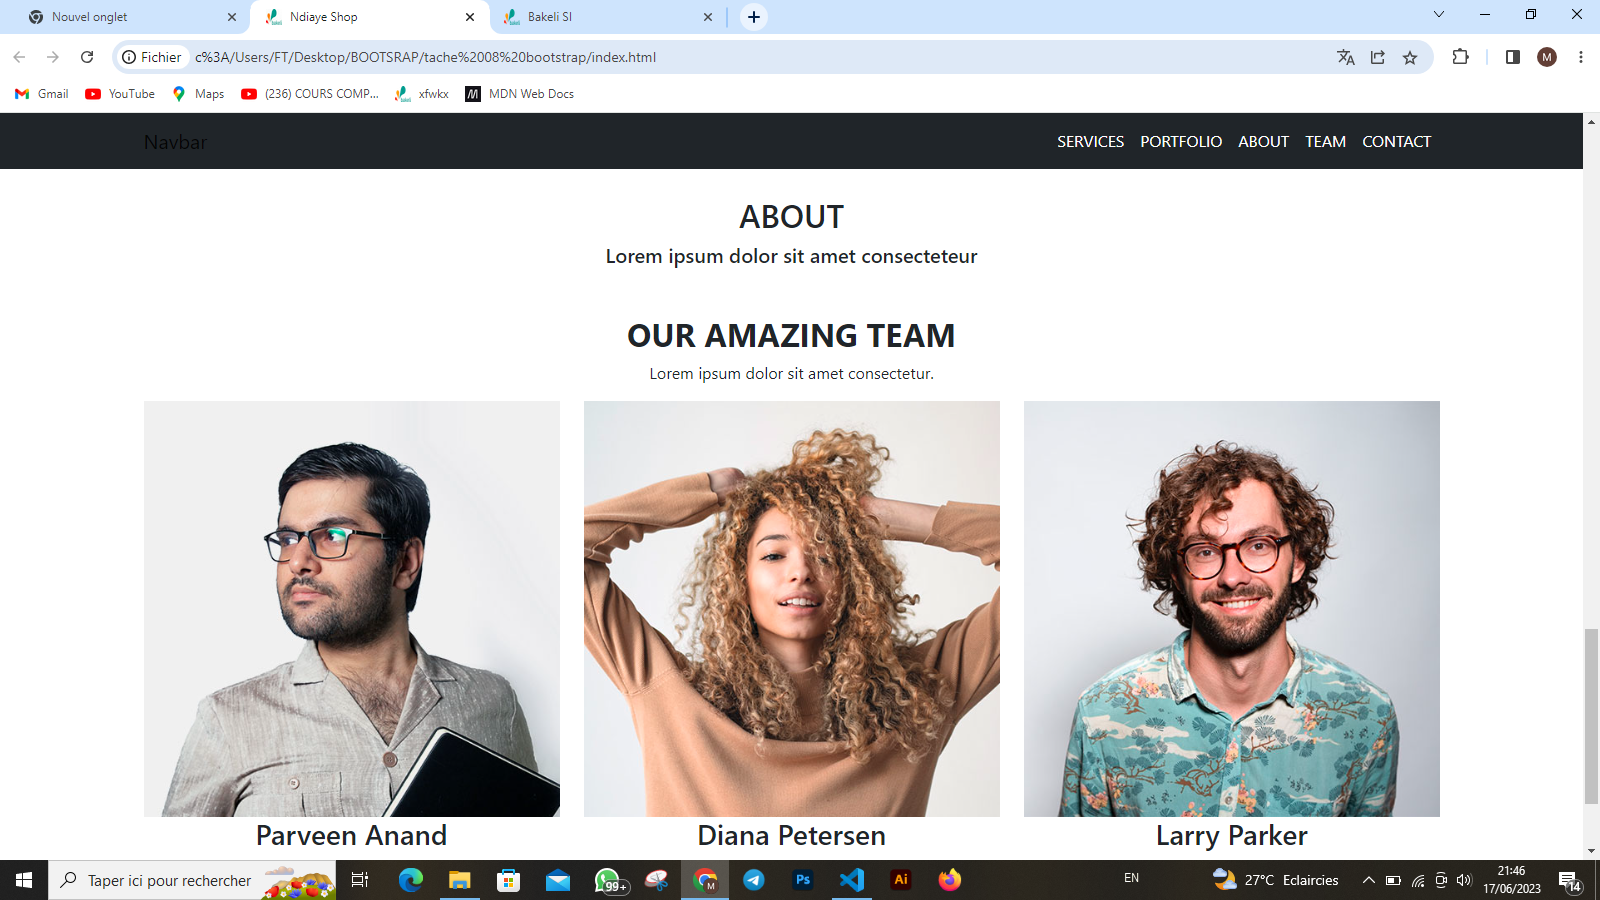 Nouvel onglet
Ndiaye Shop
Bakeli SI
Fichier
c%3A/Users/FT/Desktop/BOOTSRAP/tache%2008%20bootstrap/index.html
M
Gmail
YouTube
Maps
(236) COURS COMP...
xfwkx
MDN Web Docs
Navbar
SERVICES PORTFOLIO ABOUT TEAM CONTACT
ABOUT
Lorem ipsum dolor sit amet consecteteur
OUR AMAZING TEAM
Lorem ipsum dolor sit amet consectetur.
Parveen Anand
Diana Petersen
Larry Parker
Taper ici pour rechercher
99+
M
Ps
Ai
EN
27°C Eclaircies
21:46
17/06/2023
14